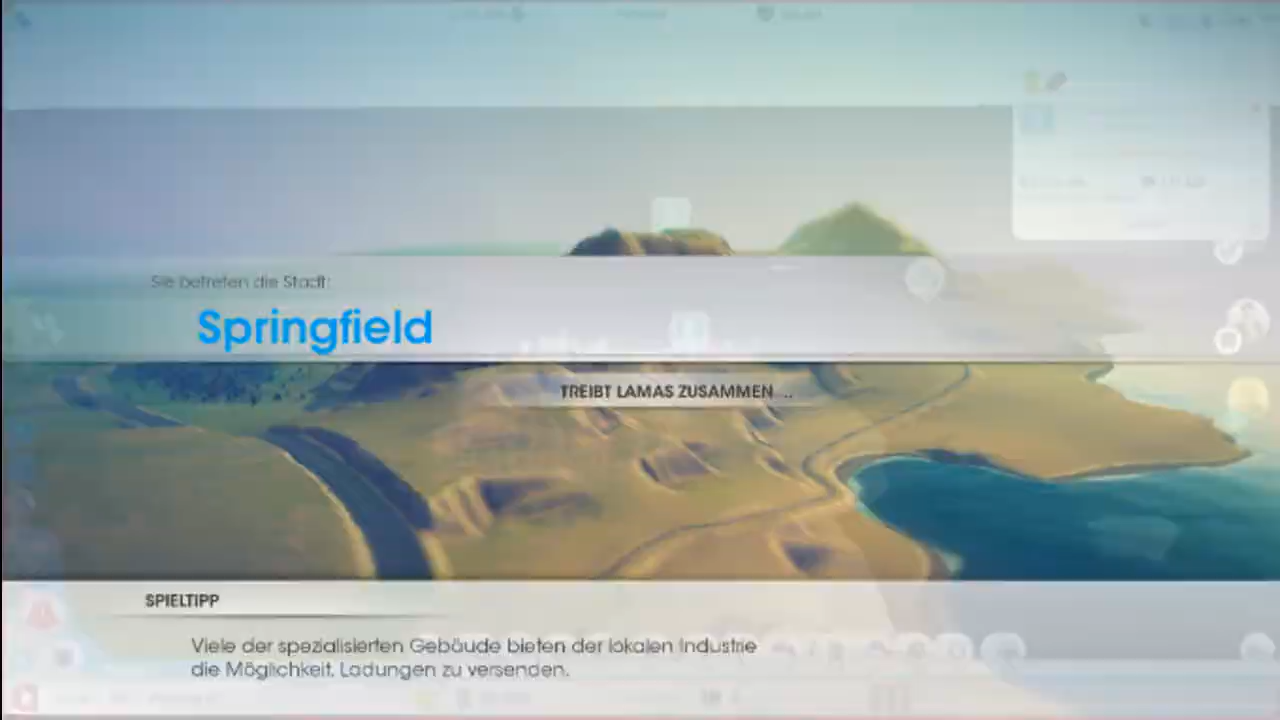 Sie betreten die Stadt:
Springfield
TREIBT LAMAS ZUSAMMEN ...
SPIELTIPP
Viele der spezialisierten Gebäude bieten der lokalen Industrie
die Möglichkeit, Ladungen zu versenden.